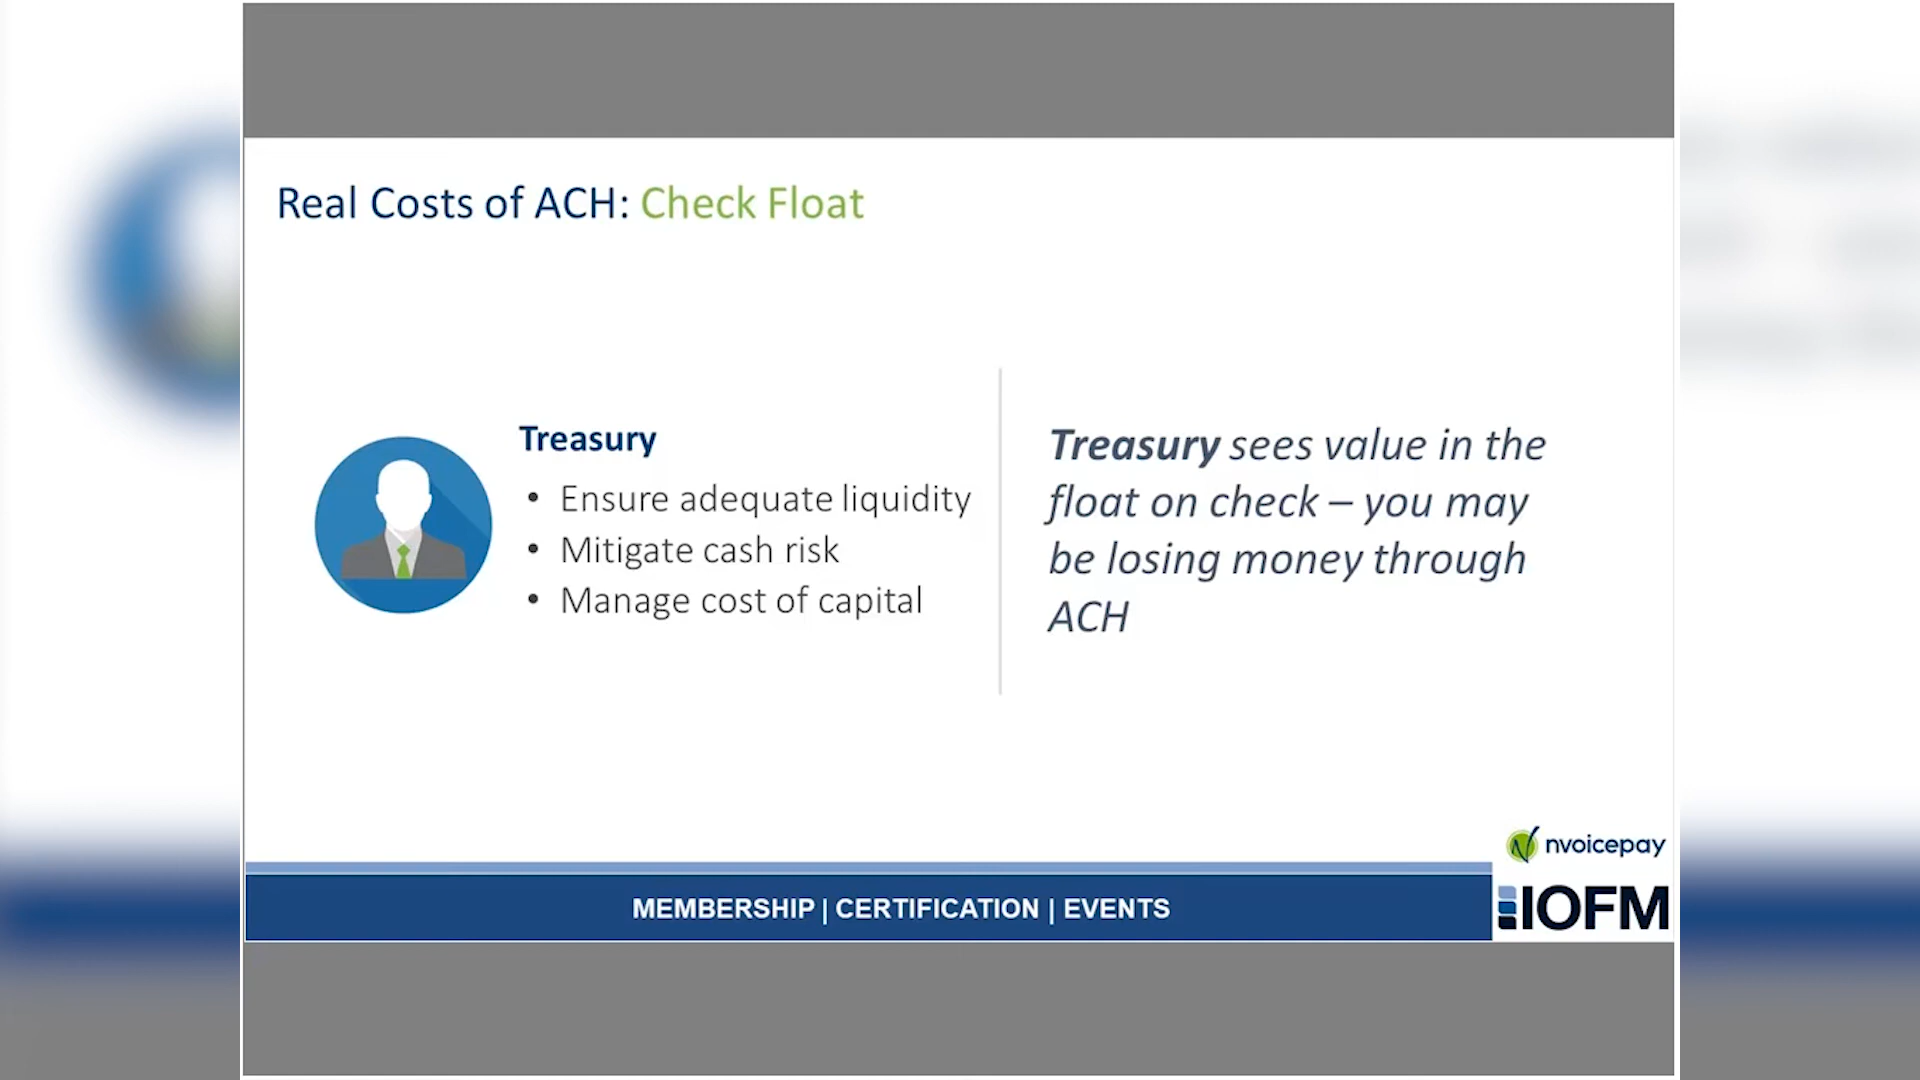 Real Costs of ACH: Check Float
Treasury
• Ensure adequate liquidity
• Mitigate cash risk
• Manage cost of capital
Treasury sees value in the
float on check – you may
be losing money through
ACH
nvoicepay
MEMBERSHIP | CERTIFICATION | EVENTS
IOFM